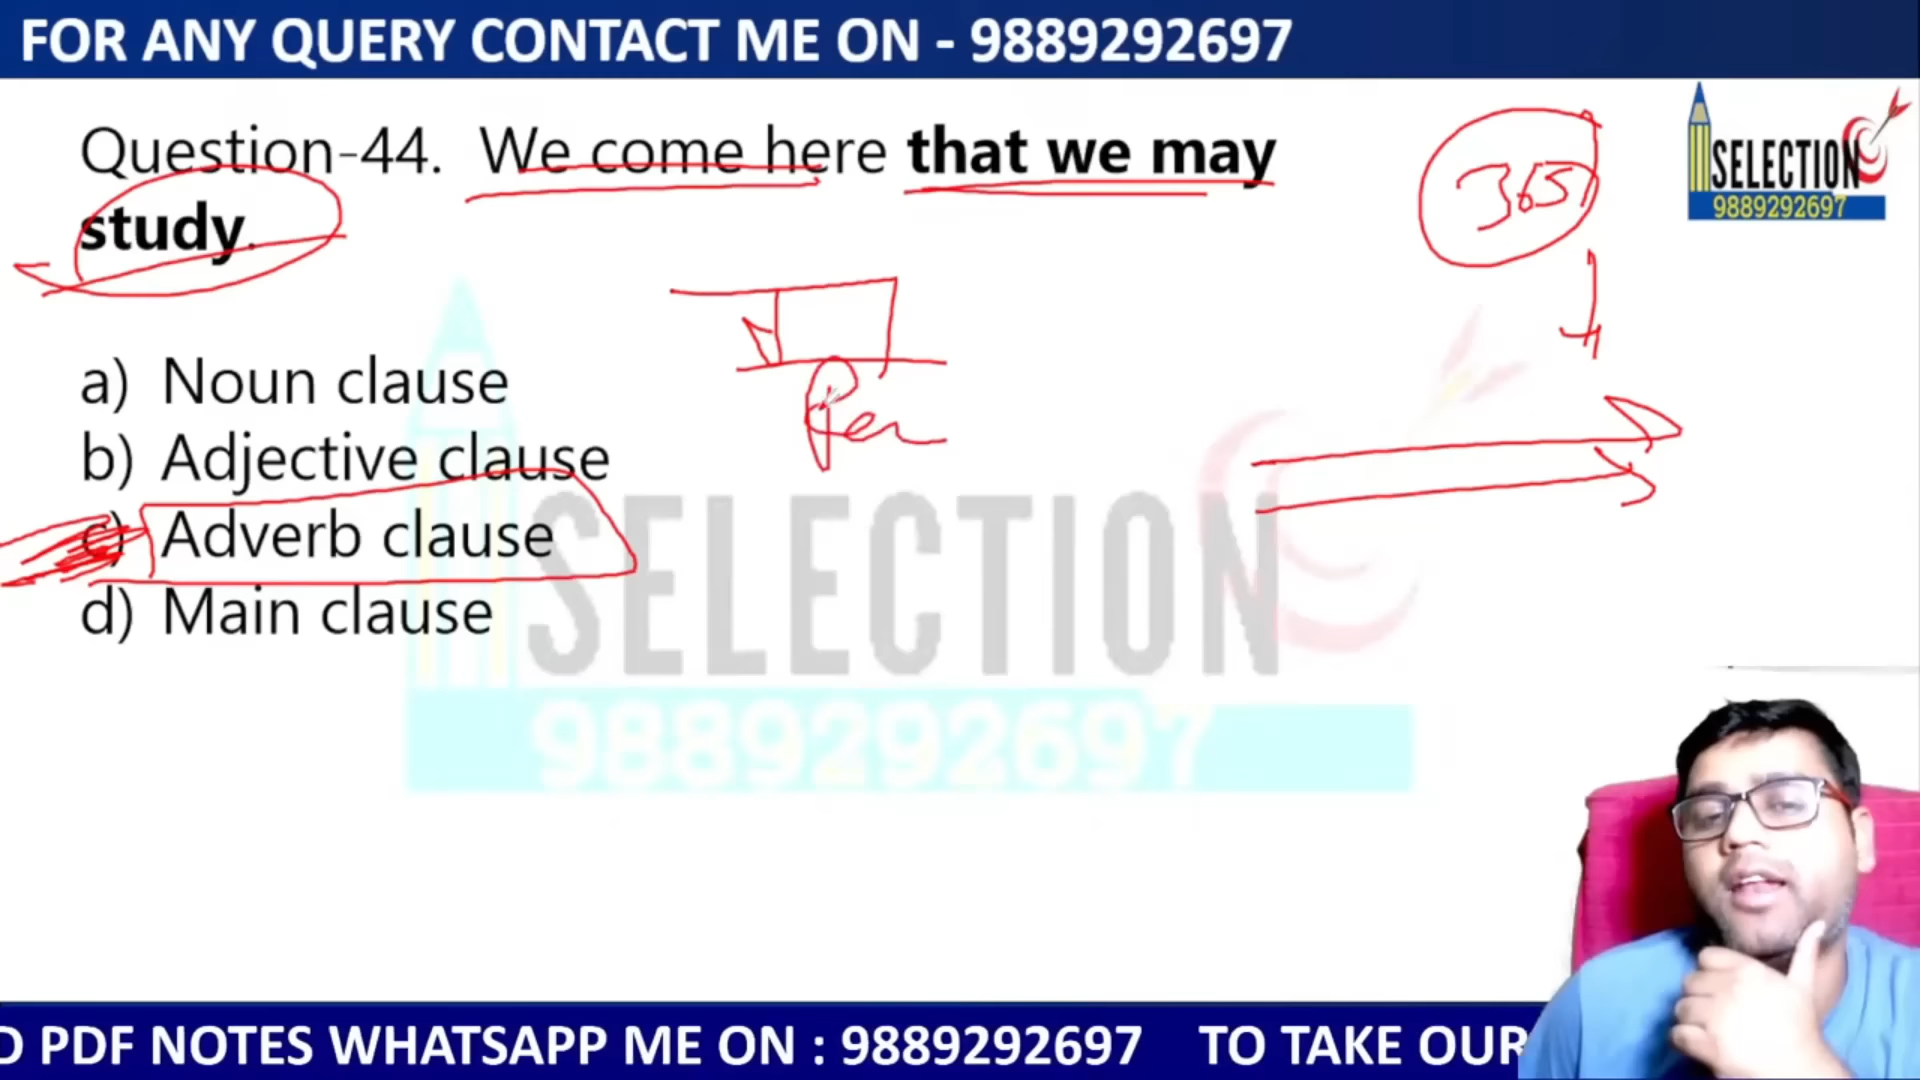 FOR ANY QUERY CONTACT ME ON - 9889292697
Question-44. We come here that we may
study.
365
SELECTION
9889292697
a) Noun clause
b) Adjective clause
c) Adverb clause
d) Main clause
SELECTION
9889292697
D PDF NOTES WHATSAPP ME ON : 9889292697 TO TAKE OUR